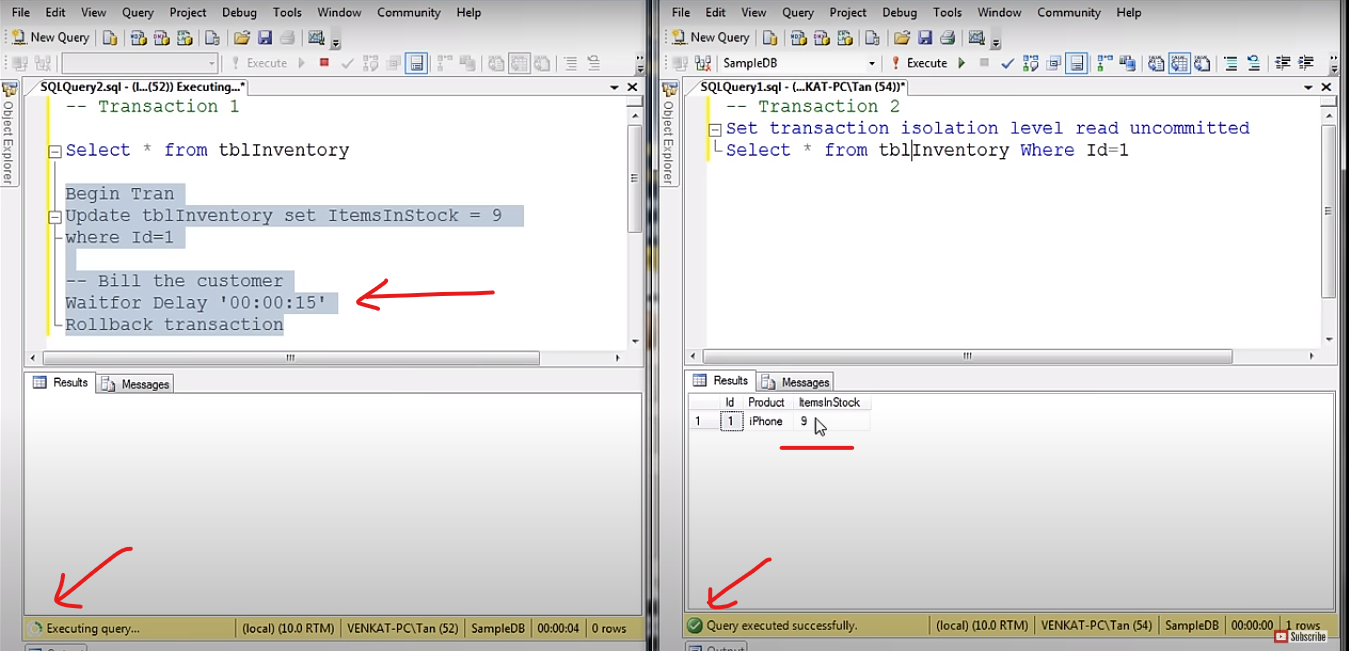 File Edit View Query Project Debug Tools Window Community Help
New Query
Execute
SQLQuery2.sql - (l...(52)) Executing...*
Object Explorer
-- Transaction 1
Select * from tblInventory
Begin Tran
Update tblInventory set ItemsInStock = 9
where Id=1
-- Bill the customer
Waitfor Delay '00:00:15'
Rollback transaction
Results Messages
Executing query... (local) (10.0 RTM) VENKAT-PC\Tan (52) SampleDB 00:00:04 0 rows
Output
File Edit View Query Project Debug Tools Window Community Help
New Query
SampleDB Execute
SQLQuery1.sql - (...KAT-PC\Tan (54))*
Object Explorer
-- Transaction 2
Set transaction isolation level read uncommitted
Select * from tblInventory Where Id=1
Results Messages
Id Product ItemsInStock
1 1 iPhone 9
Query executed successfully. (local) (10.0 RTM) VENKAT-PC\Tan (54) SampleDB 00:00:00 1 rows
Subscribe
Output